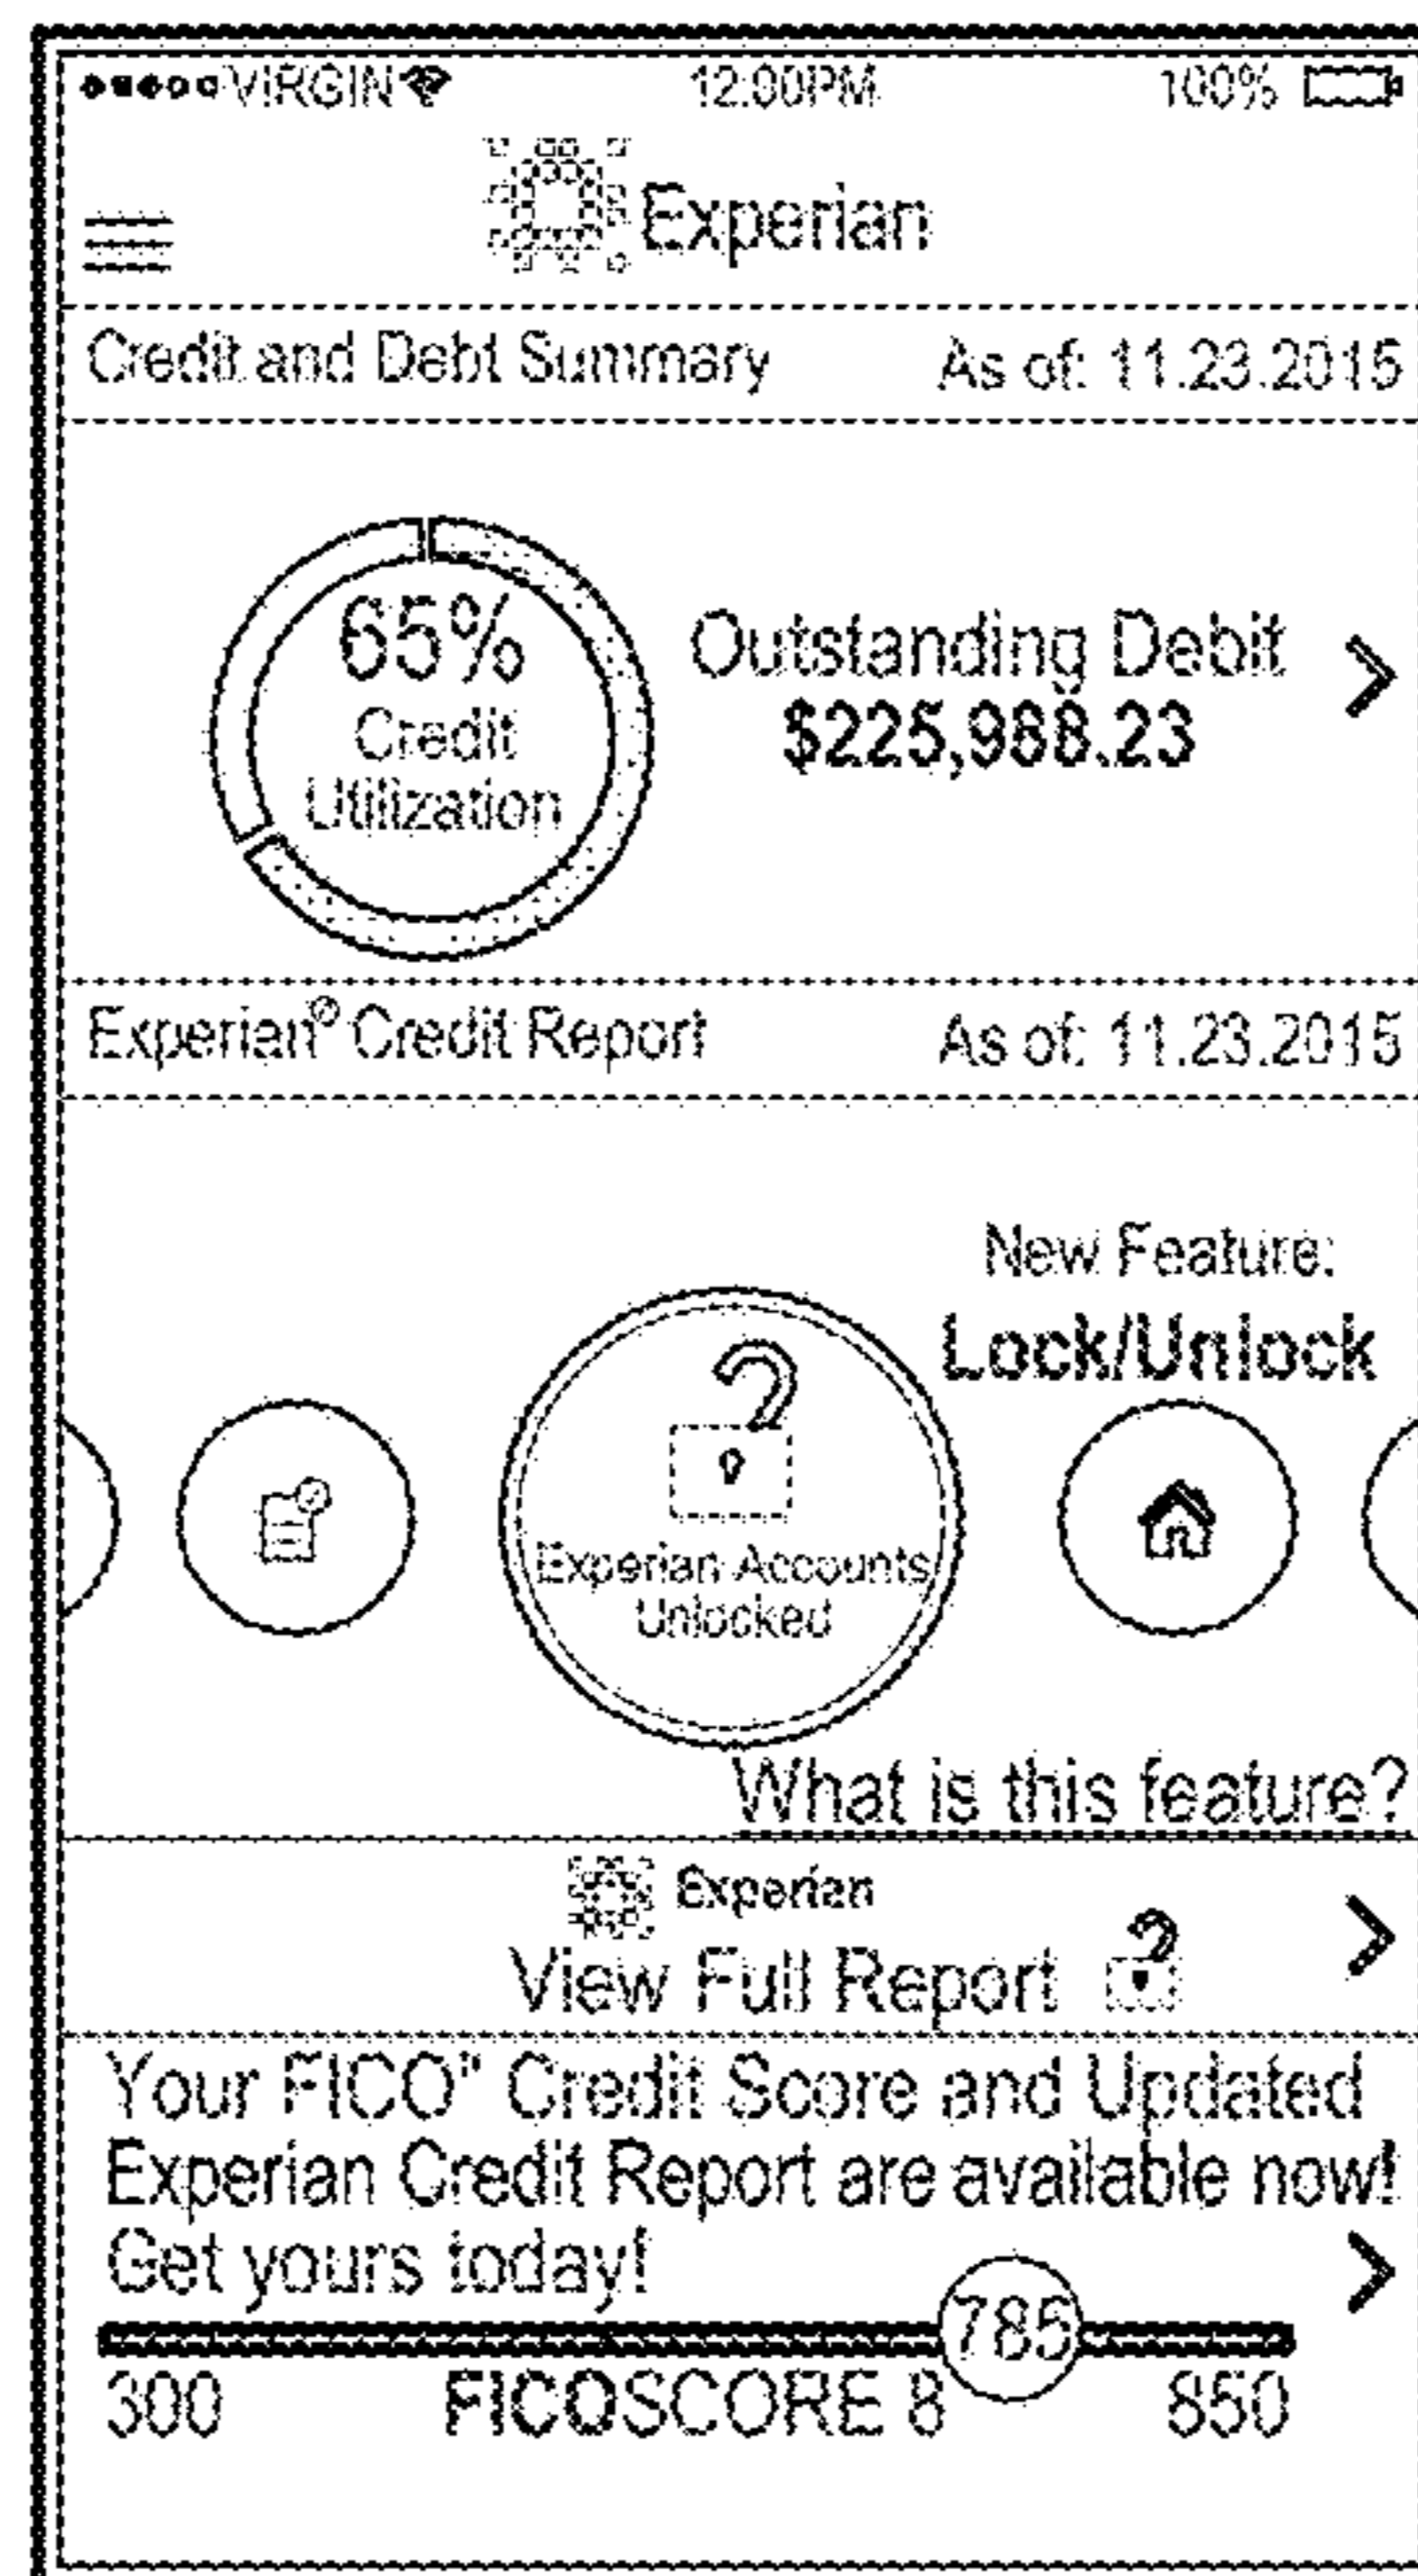 VIRGIN 12:00PM 100%
Experian
Credit and Debt Summary As of: 11.23.2015
65%
Credit
Utilization
Outstanding Debit
$225,988.23
Experian® Credit Report As of: 11.23.2015
New Feature:
Lock/Unlock
Experian Accounts
Unlocked
What is this feature?
Experian
View Full Report
Your FICO" Credit Score and Updated
Experian Credit Report are available now!
Get yours today!
785
300 FICOSCORE 8 850